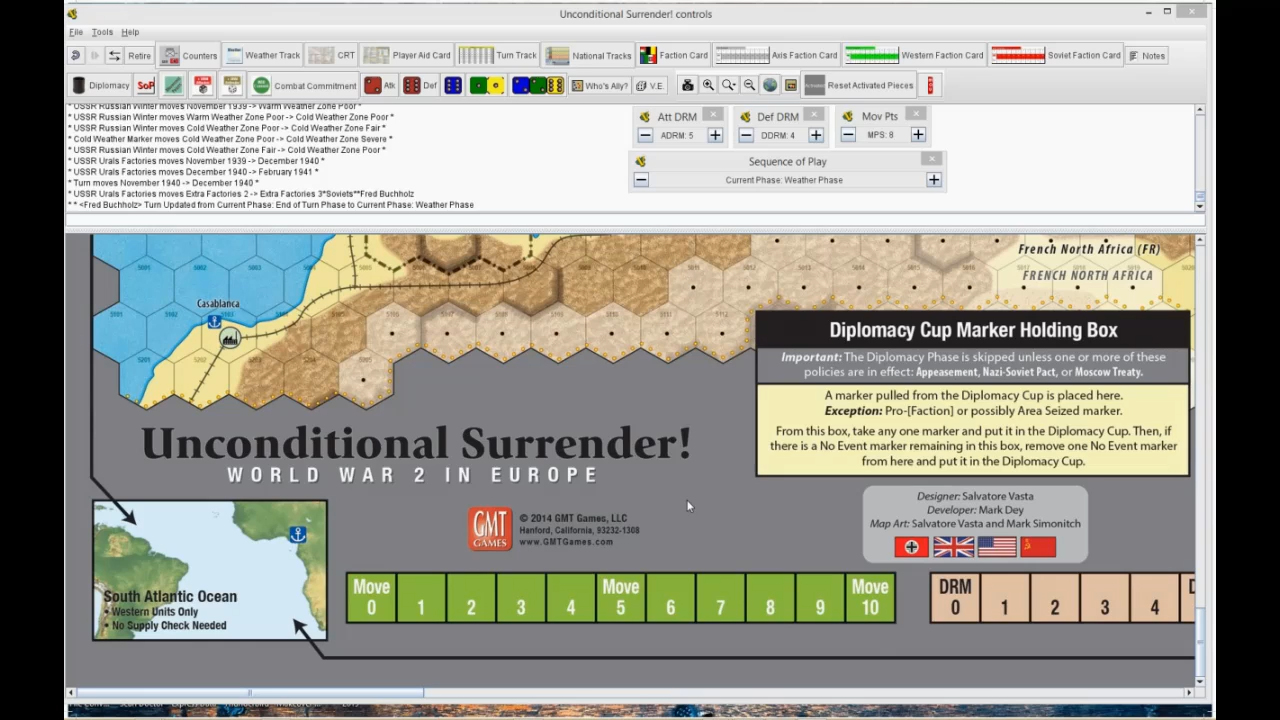 Unconditional Surrender! controls
File Tools Help
Retire Counters Weather Track CRT Player Aid Card Turn Track National Tracks Faction Card Axis Faction Card Western Faction Card Soviet Faction Card Notes
Diplomacy SoP Combat Commitment Atk Def Who's Ally? V.E. Reset Activated Pieces
* USSR Russian Winter moves November 1939 -> Warm Weather Zone Poor *
* USSR Russian Winter moves Warm Weather Zone Poor -> Cold Weather Zone Poor *
* USSR Russian Winter moves Cold Weather Zone Poor -> Cold Weather Zone Fair *
* Cold Weather Marker moves Cold Weather Zone Poor -> Cold Weather Zone Severe *
* USSR Russian Winter moves Cold Weather Zone Fair -> Cold Weather Zone Poor *
* USSR Urals Factories moves November 1939 -> December 1940 *
* USSR Urals Factories moves December 1940 -> February 1941 *
* Turn moves November 1940 -> December 1940 *
* USSR Urals Factories moves Extra Factories 2 -> Extra Factories 3*Soviets**Fred Buchholz
* * <Fred Buchholz> Turn Updated from Current Phase: End of Turn Phase to Current Phase: Weather Phase
Att DRM
ADRM: 5
Def DRM
DDRM: 4
Mov Pts
MPS: 8
Sequence of Play
Current Phase: Weather Phase
French North Africa (FR)
FRENCH NORTH AFRICA
Casablanca
Diplomacy Cup Marker Holding Box
Important: The Diplomacy Phase is skipped unless one or more of these
policies are in effect: Appeasement, Nazi-Soviet Pact, or Moscow Treaty.
A marker pulled from the Diplomacy Cup is placed here.
Exception: Pro-[Faction] or possibly Area Seized marker.
From this box, take any one marker and put it in the Diplomacy Cup. Then, if
there is a No Event marker remaining in this box, remove one No Event marker
from here and put it in the Diplomacy Cup.
Unconditional Surrender!
WORLD WAR 2 IN EUROPE
GMT
GAMES
© 2014 GMT Games, LLC
Hanford, California, 93232-1308
www.GMTGames.com
Designer: Salvatore Vasta
Developer: Mark Dey
Map Art: Salvatore Vasta and Mark Simonitch
South Atlantic Ocean
• Western Units Only
• No Supply Check Needed
Move 0 1 2 3 4 Move 5 6 7 8 9 Move 10
DRM 0 1 2 3 4